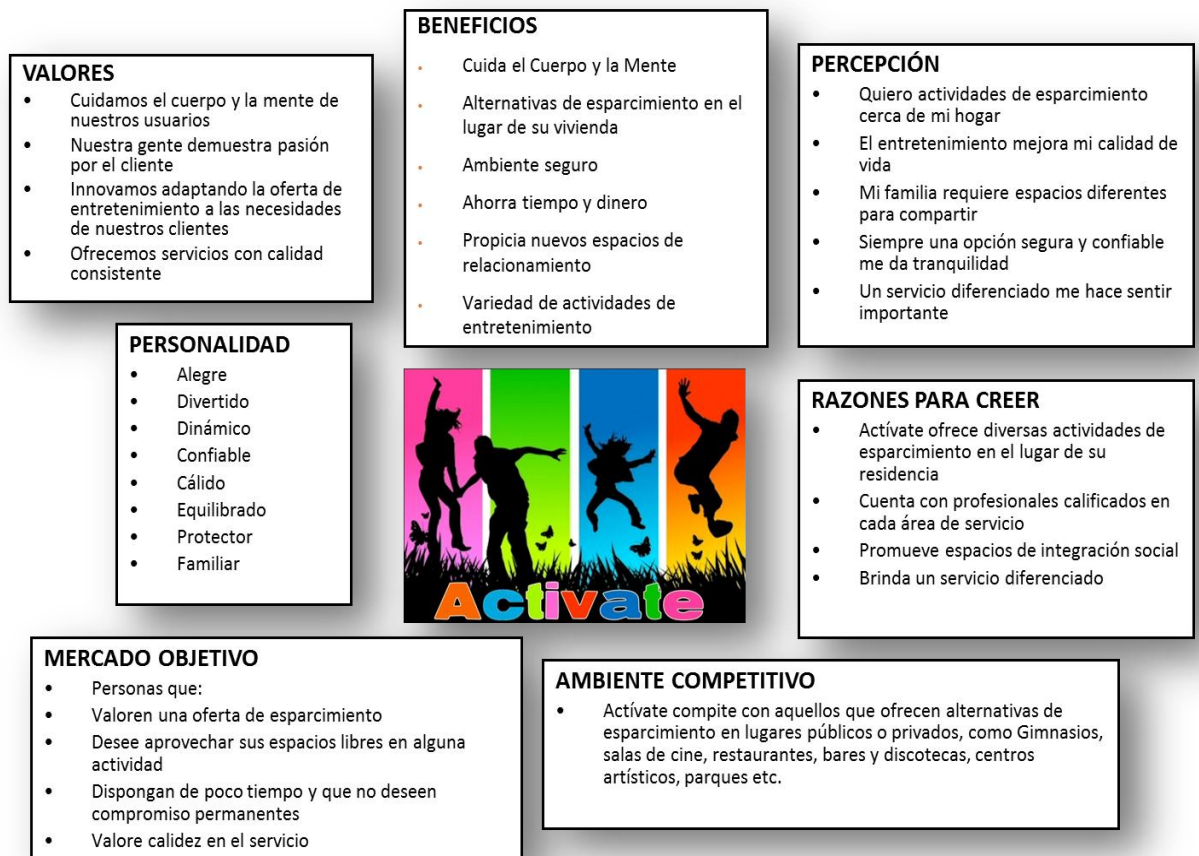 BENEFICIOS
Cuida el Cuerpo y la Mente
Alternativas de esparcimiento en el
lugar de su vivienda
Ambiente seguro
Ahorra tiempo y dinero
Propicia nuevos espacios de
relacionamiento
Variedad de actividades de
entretenimiento
VALORES
• Cuidamos el cuerpo y la mente de
nuestros usuarios
• Nuestra gente demuestra pasión
por el cliente
• Innovamos adaptando la oferta de
entretenimiento a las necesidades
de nuestros clientes
• Ofrecemos servicios con calidad
consistente
PERCEPCIÓN
• Quiero actividades de esparcimiento
cerca de mi hogar
• El entretenimiento mejora mi calidad de
vida
• Mi familia requiere espacios diferentes
para compartir
• Siempre una opción segura y confiable
me da tranquilidad
• Un servicio diferenciado me hace sentir
importante
PERSONALIDAD
• Alegre
• Divertido
• Dinámico
• Confiable
• Cálido
• Equilibrado
• Protector
• Familiar
Activate
RAZONES PARA CREER
• Actívate ofrece diversas actividades de
esparcimiento en el lugar de su
residencia
• Cuenta con profesionales calificados en
cada área de servicio
• Promueve espacios de integración social
• Brinda un servicio diferenciado
MERCADO OBJETIVO
• Personas que:
• Valoren una oferta de esparcimiento
• Desee aprovechar sus espacios libres en alguna
actividad
• Dispongan de poco tiempo y que no deseen
compromiso permanentes
• Valore calidez en el servicio
AMBIENTE COMPETITIVO
• Actívate compite con aquellos que ofrecen alternativas de
esparcimiento en lugares públicos o privados, como Gimnasios,
salas de cine, restaurantes, bares y discotecas, centros
artísticos, parques etc.